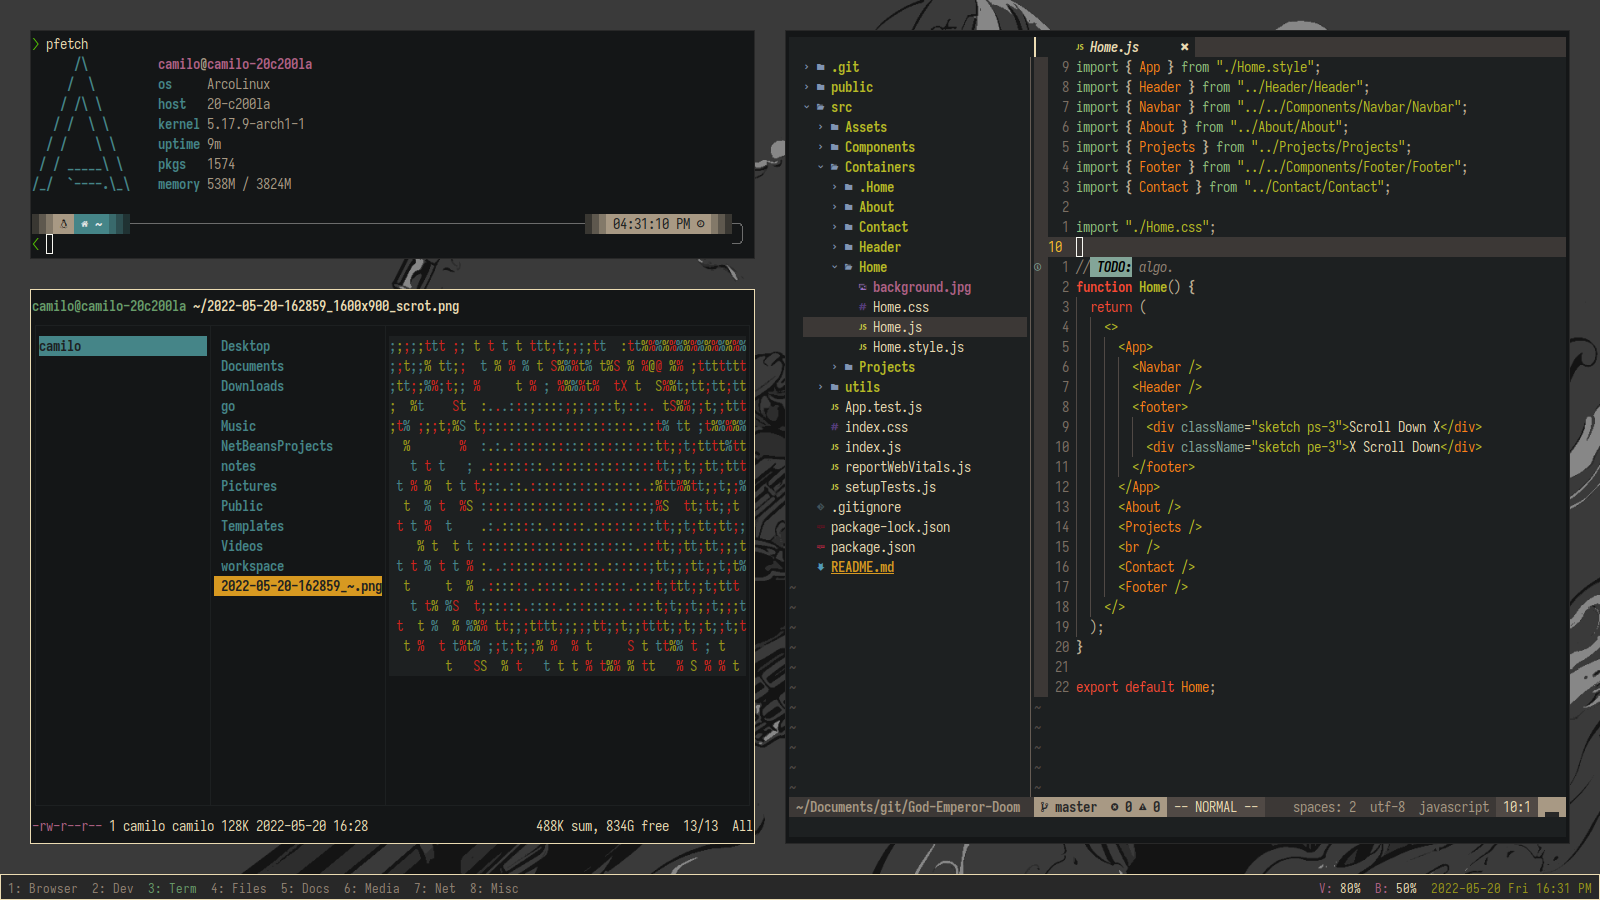 ❯ pfetch
camilo@camilo-20c200la
os ArcoLinux
host 20-c200la
kernel 5.17.9-arch1-1
uptime 9m
pkgs 1574
memory 538M / 3824M
~ 04:31:10 PM
❮
camilo@camilo-20c200la ~/2022-05-20-162859_1600x900_scrot.png
camilo
Desktop
Documents
Downloads
go
Music
NetBeansProjects
notes
Pictures
Public
Templates
Videos
workspace
2022-05-20-162859_~.png
-rw-r--r-- 1 camilo camilo 128K 2022-05-20 16:28 488K sum, 834G free 13/13 All
.git
public
src
Assets
Components
Containers
.Home
About
Contact
Header
Home
background.jpg
# Home.css
JS Home.js
JS Home.style.js
Projects
utils
JS App.test.js
# index.css
JS index.js
JS reportWebVitals.js
JS setupTests.js
.gitignore
package-lock.json
package.json
README.md
~/Documents/git/God-Emperor-Doom
JS Home.js ✖
9 import { App } from "./Home.style";
8 import { Header } from "../Header/Header";
7 import { Navbar } from "../../Components/Navbar/Navbar";
6 import { About } from "../About/About";
5 import { Projects } from "../Projects/Projects";
4 import { Footer } from "../../Components/Footer/Footer";
3 import { Contact } from "../Contact/Contact";
2
1 import "./Home.css";
10
1 // TODO: algo.
2 function Home() {
3 return (
4 <>
5 <App>
6 <Navbar />
7 <Header />
8 <footer>
9 <div className="sketch ps-3">Scroll Down X</div>
10 <div className="sketch pe-3">X Scroll Down</div>
11 </footer>
12 </App>
13 <About />
14 <Projects />
15 <br />
16 <Contact />
17 <Footer />
18 </>
19 );
20 }
21
22 export default Home;
master 0 0 -- NORMAL -- spaces: 2 utf-8 javascript 10:1
1: Browser 2: Dev 3: Term 4: Files 5: Docs 6: Media 7: Net 8: Misc
V: 80% B: 50% 2022-05-20 Fri 16:31 PM